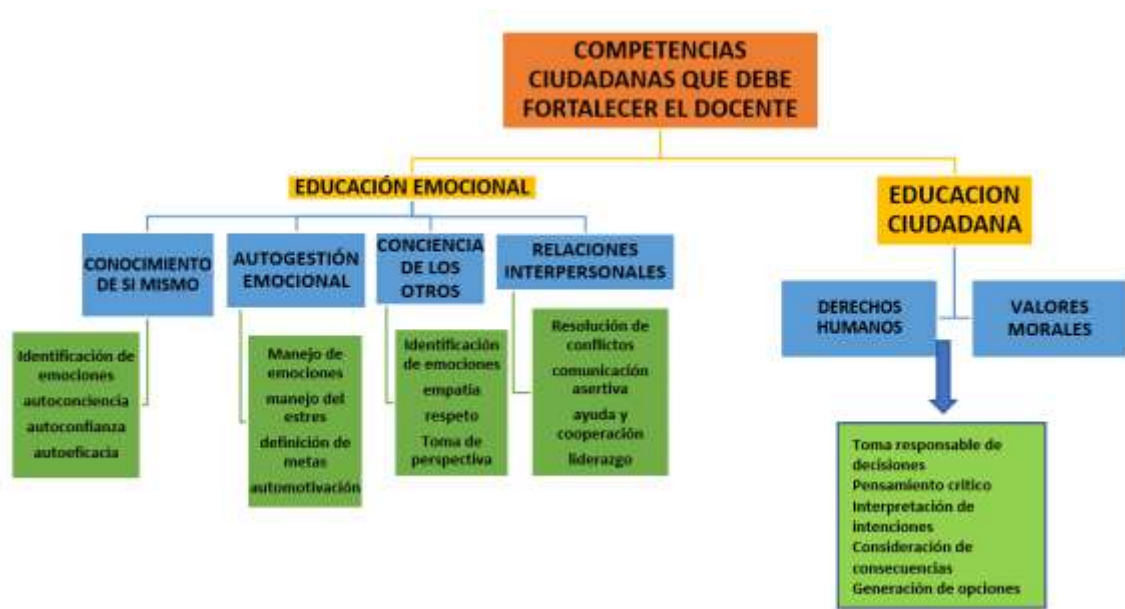 COMPETENCIAS
CIUDADANAS QUE DEBE
FORTALECER EL DOCENTE
EDUCACIÓN EMOCIONAL
EDUCACION
CIUDADANA
CONOCIMIENTO
DE SI MISMO
AUTOGESTIÓN
EMOCIONAL
CONCIENCIA
DE LOS
OTROS
RELACIONES
INTERPERSONALES
DERECHOS
HUMANOS
VALORES
MORALES
Identificación de
emociones
autoconciencia
autoconfianza
autoeficacia
Manejo de
emociones
manejo del
estres
definición de
metas
automotivación
Identificación
de emociones
empatia
respeto
Toma de
perspectiva
Resolución de
conflictos
comunicación
asertiva
ayuda y
cooperación
liderazgo
Toma responsable de
decisiones
Pensamiento critico
Interpretación de
intenciones
Consideración de
consecuencias
Generación de opciones